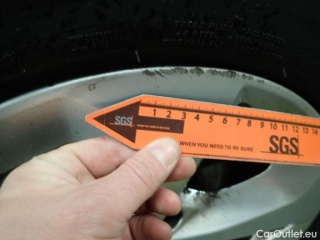 CF
1 2 3 4 5 6 7 8 9 10 11 12 13 14
SGS
WHEN YOU NEED TO BE SURE
SGS
CarOutlet.eu